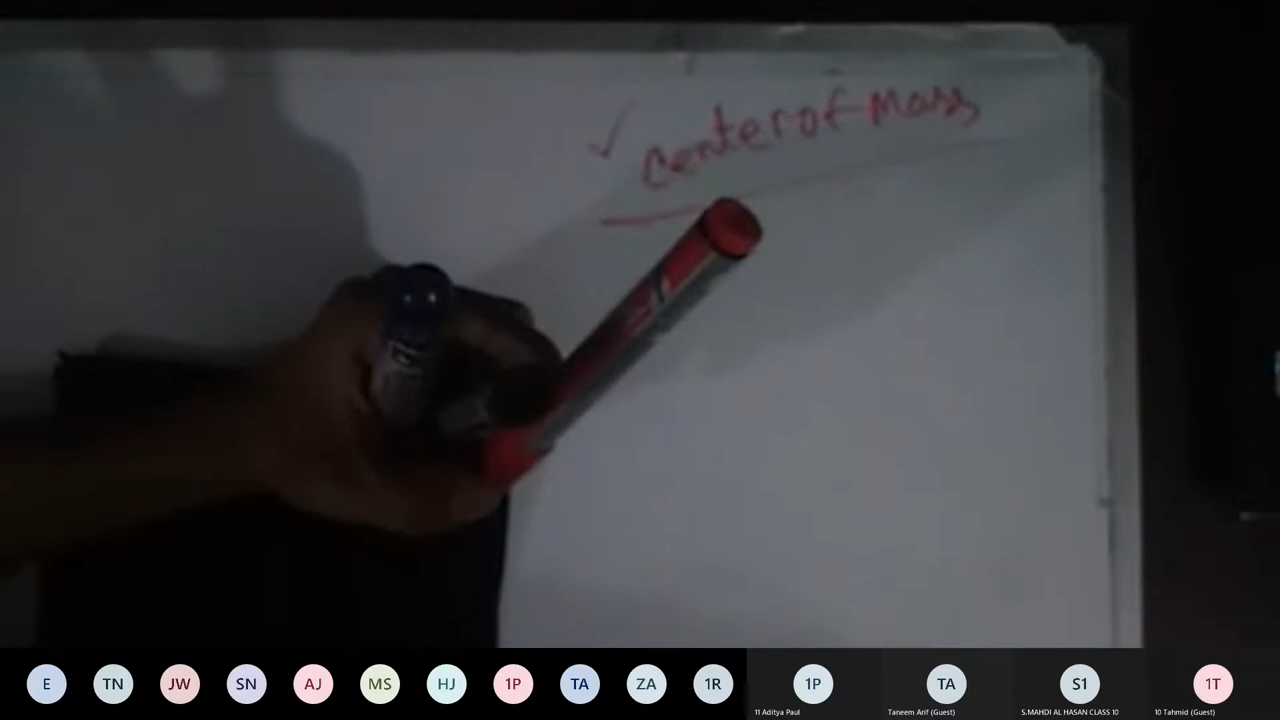 ✓ Center of Mass
E TN JW SN AJ MS HJ 1P TA ZA 1R 1P TA S1 1T
11 Aditya Paul Taneem Arif (Guest) S.MAHDI AL HASAN CLASS 10 10 Tahmid (Guest)